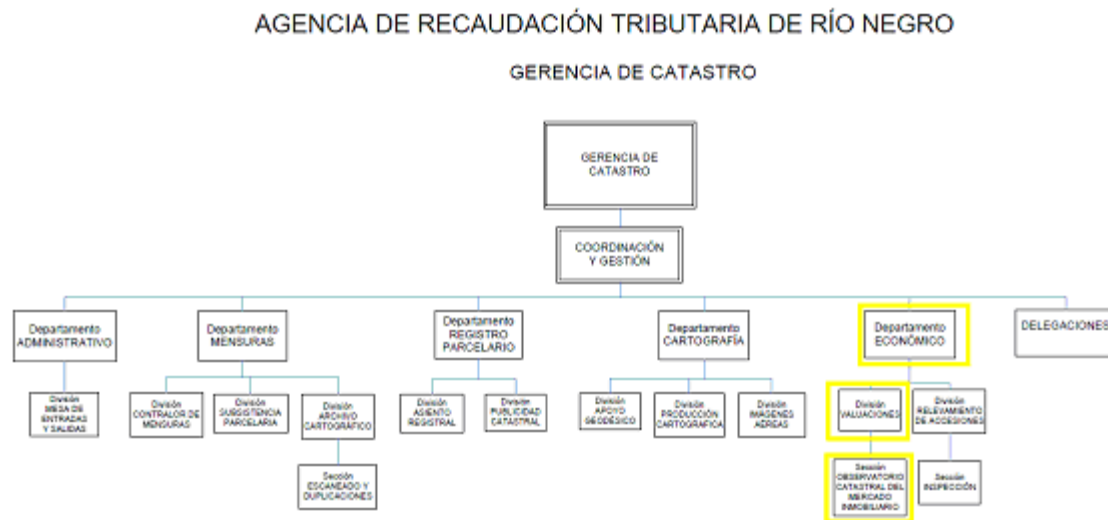 AGENCIA DE RECAUDACIÓN TRIBUTARIA DE RÍO NEGRO
GERENCIA DE CATASTRO
GERENCIA DE
CATASTRO
COORDINACIÓN
Y GESTIÓN
Departamento
ADMINISTRATIVO
Departamento
MENSURAS
Departamento
REGISTRO
PARCELARIO
Departamento
CARTOGRAFÍA
Departamento
ECONÓMICO
DELEGACIONES
División
MESA DE
ENTRADAS
Y SALIDAS
División
CONTRALOR DE
MENSURAS
División
SUBSISTENCIA
PARCELARIA
División
ARCHIVO
CARTOGRÁFICO
División
ASIENTO
REGISTRAL
División
PUBLICIDAD
CATASTRAL
División
APOYO
GEODÉSICO
División
PRODUCCIÓN
CARTOGRAFICA
División
IMÁGENES
AÉREAS
División
VALUACIONES
División
RELEVAMIENTO
DE ACCESIONES
Sección
ESCANEADO Y
DUPLICACIONES
Sección
OBSERVATORIO
CATASTRAL DEL
MERCADO
INMOBILIARIO
Sección
INSPECCIÓN